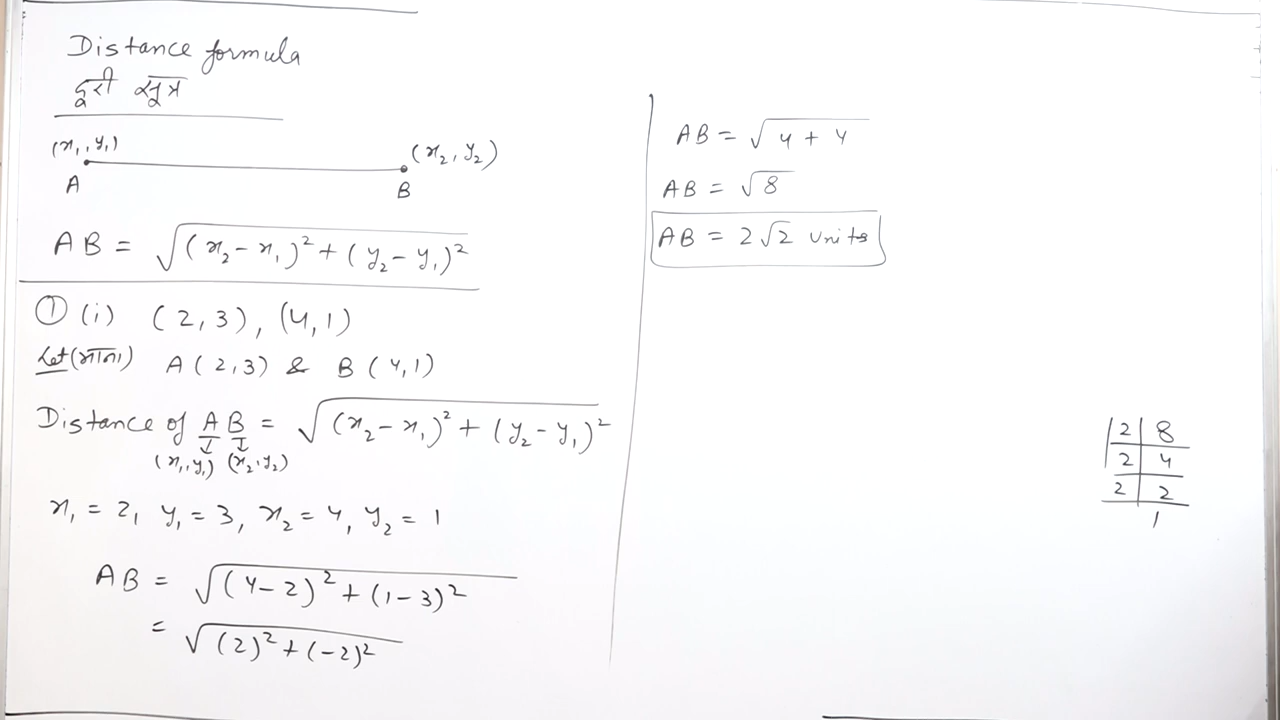 Distance formula
दूरी सूत्र
(x₁, y₁) (x₂, y₂)
A B
AB = √(x₂ - x₁)² + (y₂ - y₁)²
① (i) (2,3), (4,1)
Let (माना) A(2,3) & B(4,1)
Distance of AB = √(x₂ - x₁)² + (y₂ - y₁)²
(x₁, y₁) (x₂, y₂)
x₁ = 2, y₁ = 3, x₂ = 4, y₂ = 1
AB = √(4-2)² + (1-3)²
= √(2)² + (-2)²
AB = √4 + 4
AB = √8
AB = 2√2 units
2 | 8
2 | 4
2 | 2
1